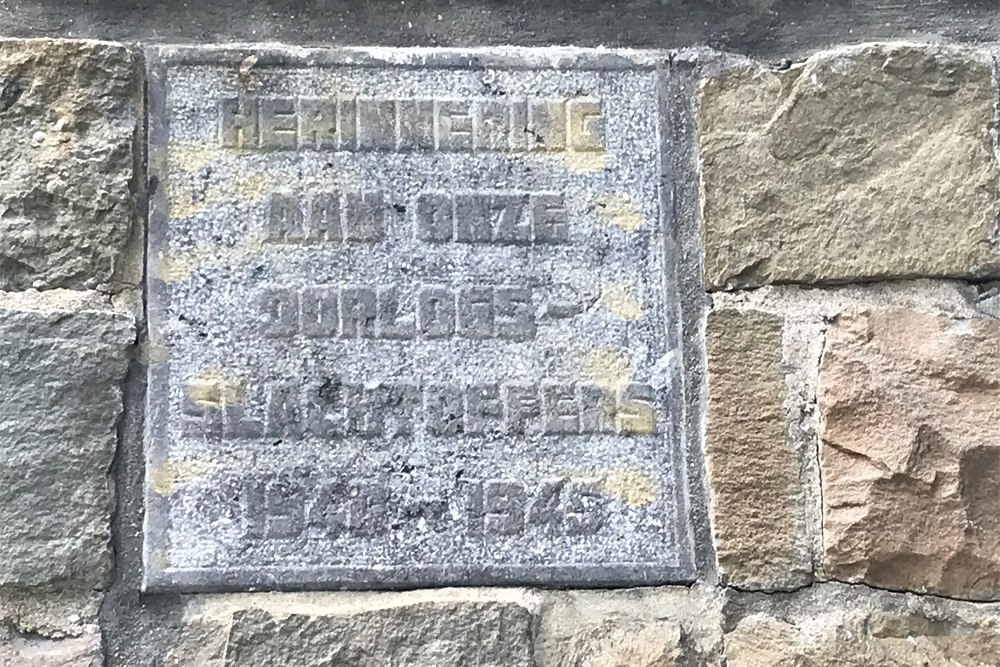 HERINNERING
AAN ONZE
OORLOGS-
SLACHTOFFERS
1940 1945